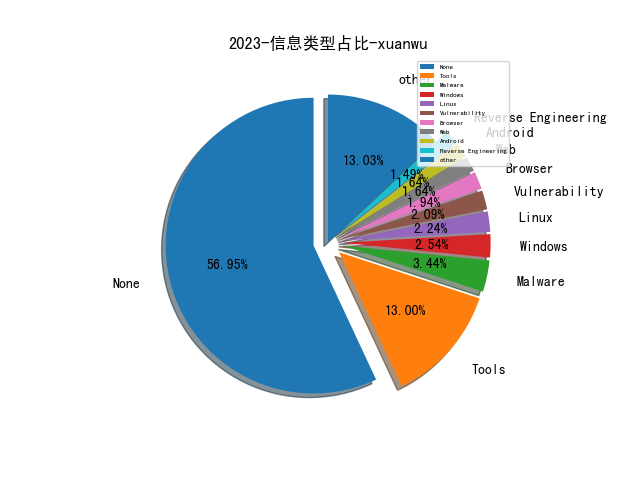 2023-信息类型占比-xuanwu
None
Tools
Malware
Windows
Linux
Vulnerability
Browser
Web
Android
Reverse Engineering
other
other
Reverse Engineering
Android
Web
Browser
Vulnerability
Linux
Windows
Malware
Tools
None
13.03%
1.49%
1.64%
1.64%
1.94%
2.09%
2.24%
2.54%
3.44%
13.00%
56.95%